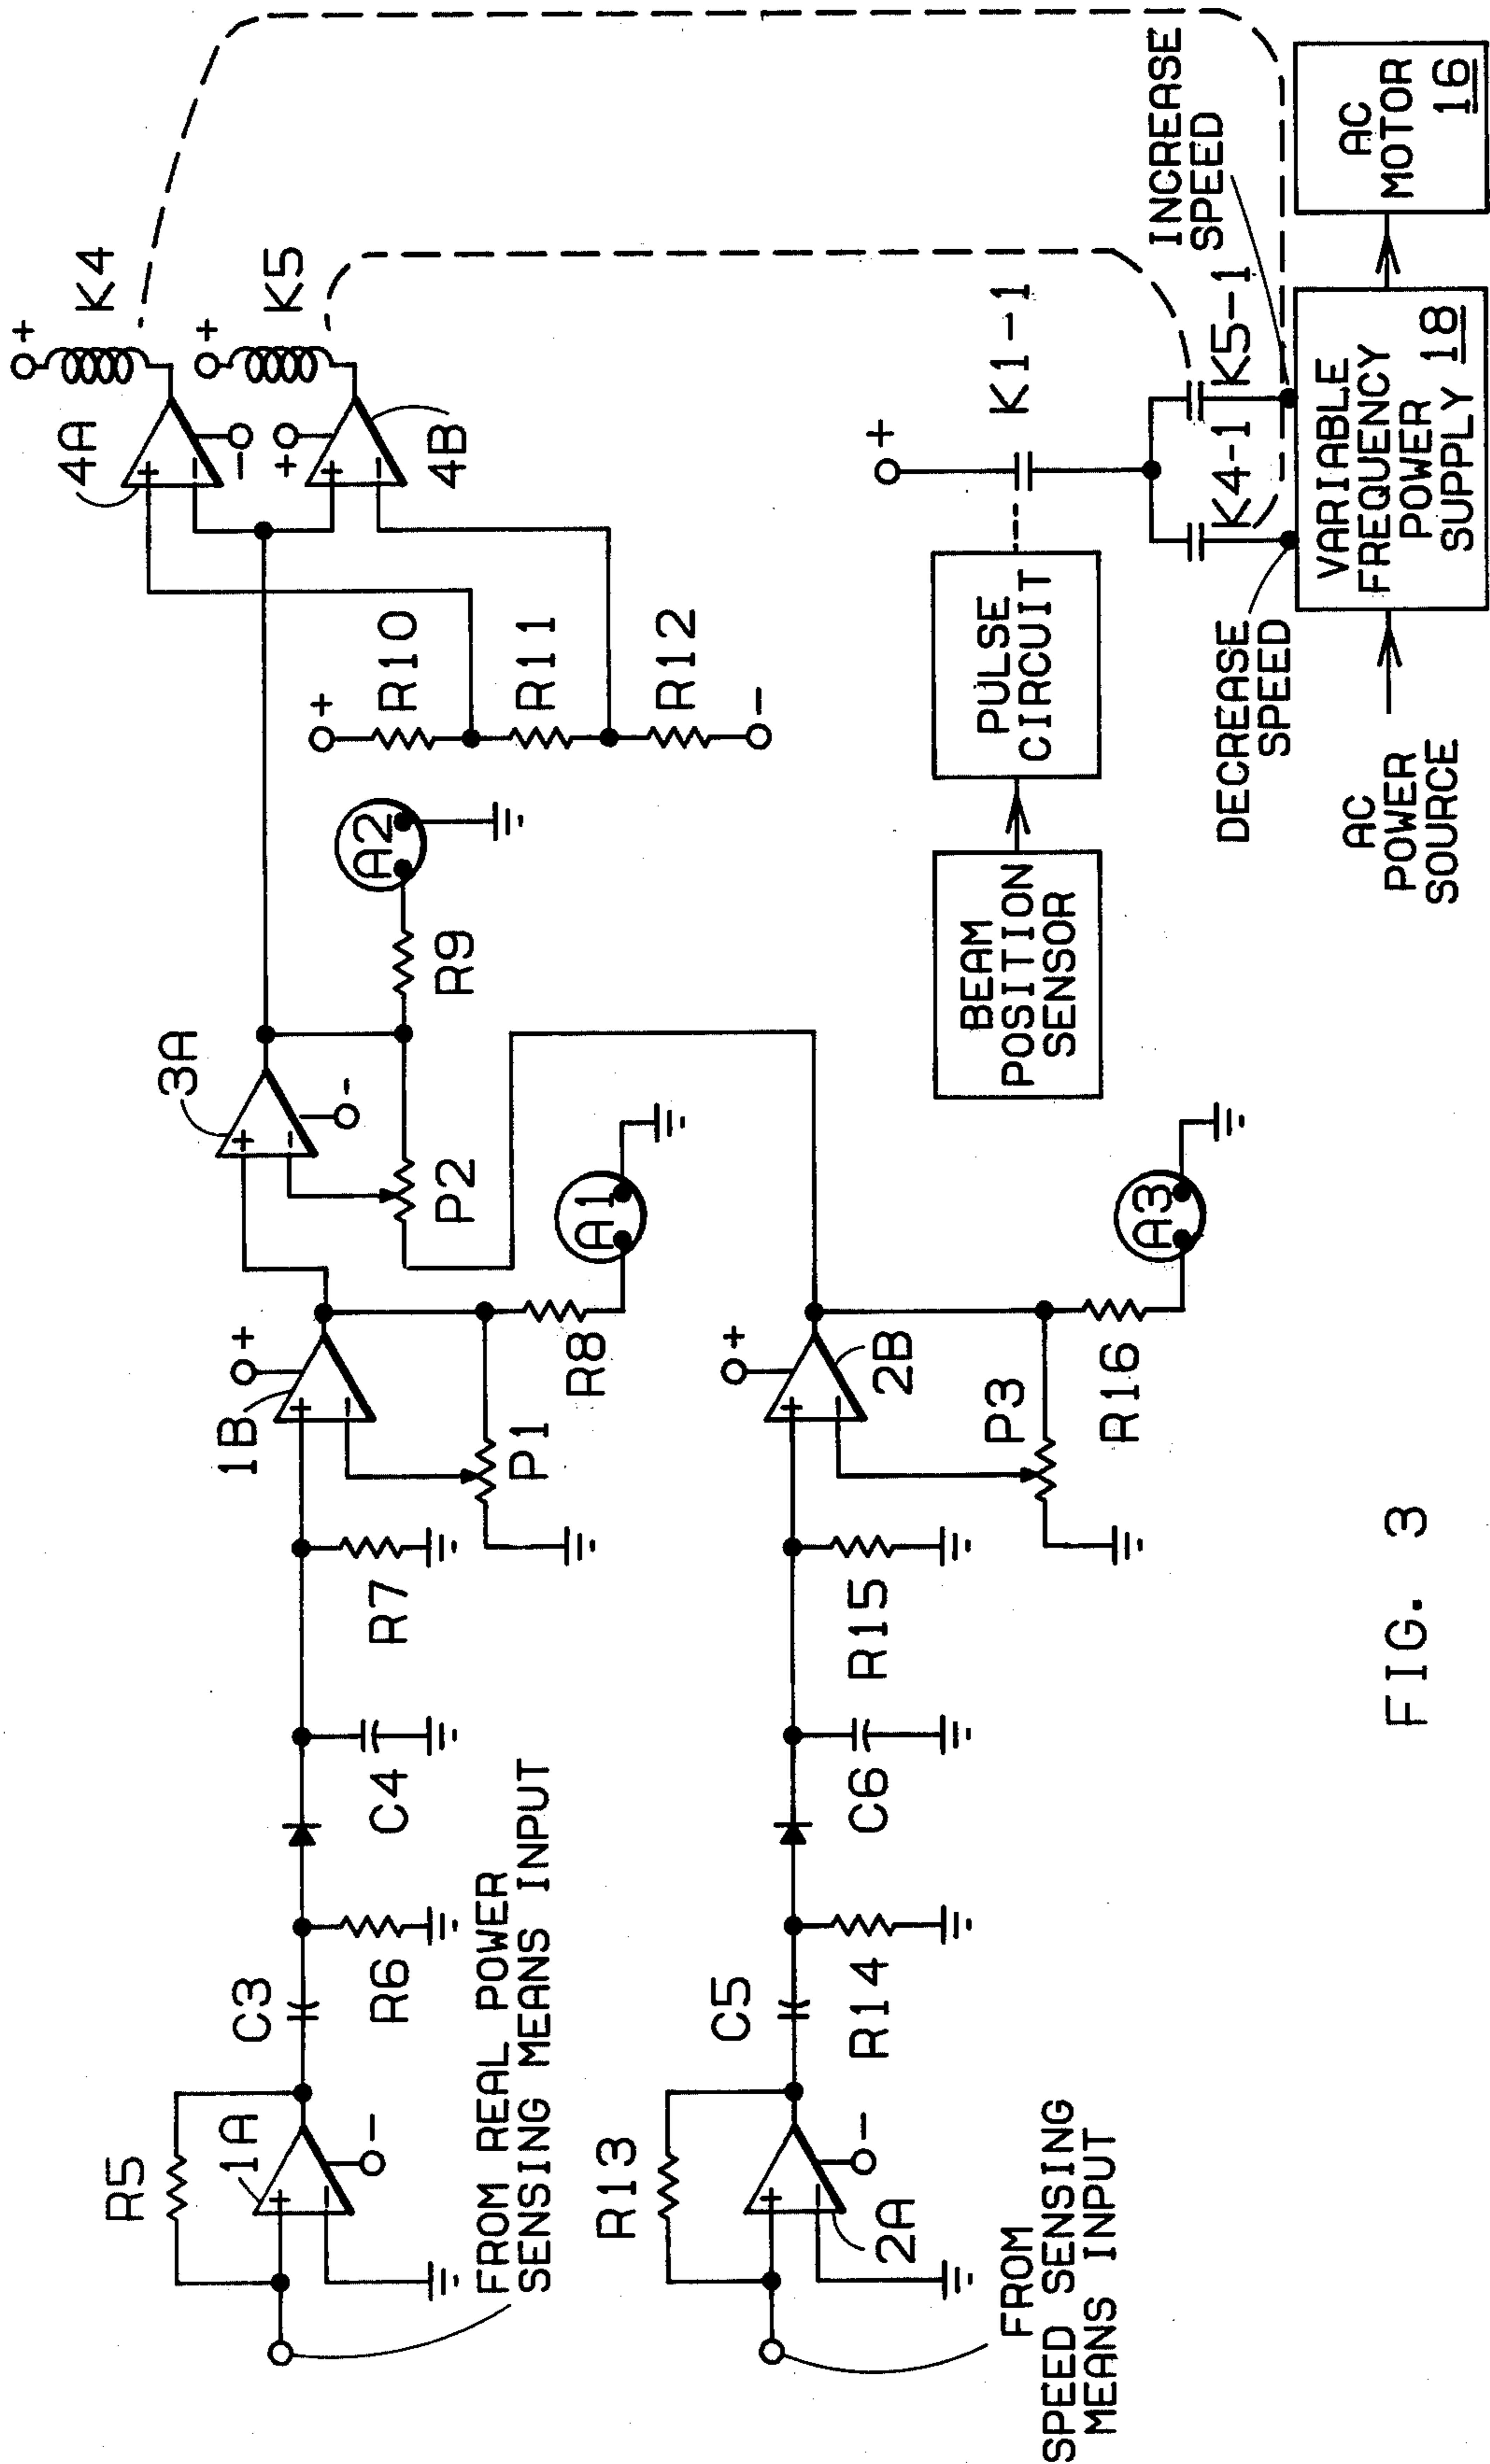 R5
1A
+
−
−
C3
R6
C4
R7
FROM REAL POWER
SENSING MEANS INPUT
1B
+
+
−
P1
R8
A1
3A
+
−
−
P2
R9
A2
+
R10
R11
R12
−
4A
+
−
−
+
K4
+
+
−
4B
+
K5
R13
2A
+
−
−
C5
R14
C6
R15
FROM
SPEED SENSING
MEANS INPUT
2B
+
+
−
P3
R16
A3
BEAM
POSITION
SENSOR
PULSE
CIRCUIT
+
K1-1
K4-1
K5-1
DECREASE
SPEED
INCREASE
SPEED
AC
POWER
SOURCE
VARIABLE
FREQUENCY
POWER
SUPPLY 18
AC
MOTOR
16
FIG. 3